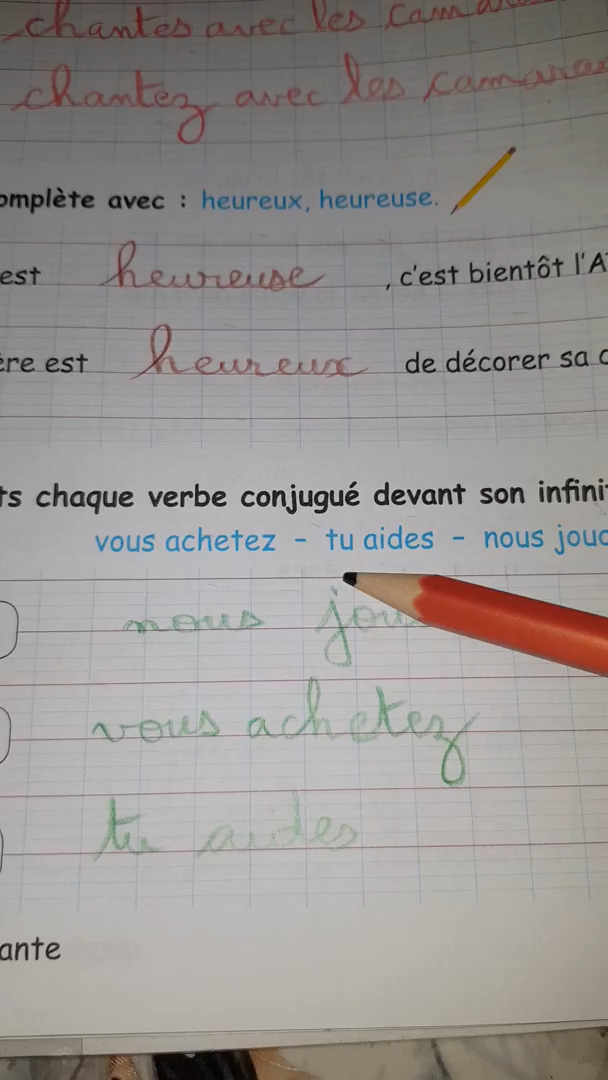 chantes avec les
chantez avec les
complète avec : heureux, heureuse.
est heureuse , c'est bientôt l'A
ère est heureux de décorer sa
ts chaque verbe conjugué devant son infini
vous achetez - tu aides - nous joue
nous jou
vous achetez
tu aides
ante